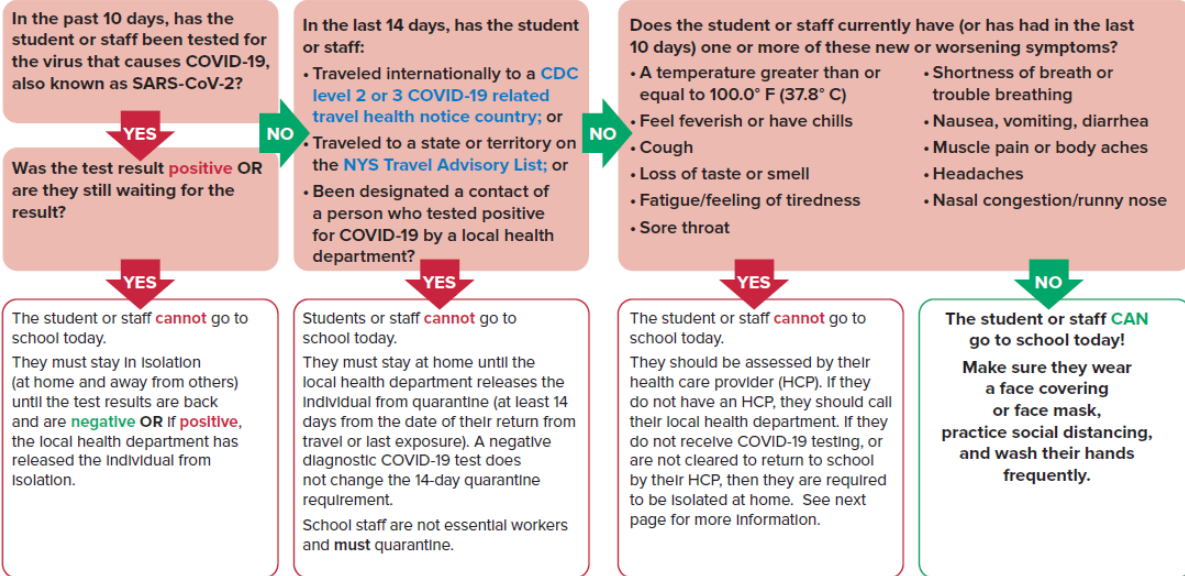 In the past 10 days, has the
student or staff been tested for
the virus that causes COVID-19,
also known as SARS-CoV-2?
YES
Was the test result positive OR
are they still waiting for the
result?
YES
The student or staff cannot go to
school today.
They must stay in isolation
(at home and away from others)
until the test results are back
and are negative OR if positive,
the local health department has
released the individual from
isolation.
NO
In the last 14 days, has the student
or staff:
• Traveled internationally to a CDC
level 2 or 3 COVID-19 related
travel health notice country; or
• Traveled to a state or territory on
the NYS Travel Advisory List; or
• Been designated a contact of
a person who tested positive
for COVID-19 by a local health
department?
YES
Students or staff cannot go to
school today.
They must stay at home until the
local health department releases the
individual from quarantine (at least 14
days from the date of their return from
travel or last exposure). A negative
diagnostic COVID-19 test does
not change the 14-day quarantine
requirement.
School staff are not essential workers
and must quarantine.
NO
Does the student or staff currently have (or has had in the last
10 days) one or more of these new or worsening symptoms?
• A temperature greater than or
equal to 100.0° F (37.8° C)
• Feel feverish or have chills
• Cough
• Loss of taste or smell
• Fatigue/feeling of tiredness
• Sore throat
• Shortness of breath or
trouble breathing
• Nausea, vomiting, diarrhea
• Muscle pain or body aches
• Headaches
• Nasal congestion/runny nose
YES
The student or staff cannot go to
school today.
They should be assessed by their
health care provider (HCP). If they
do not have an HCP, they should call
their local health department. If they
do not receive COVID-19 testing, or
are not cleared to return to school
by their HCP, then they are required
to be isolated at home. See next
page for more information.
NO
The student or staff CAN
go to school today!
Make sure they wear
a face covering
or face mask,
practice social distancing,
and wash their hands
frequently.